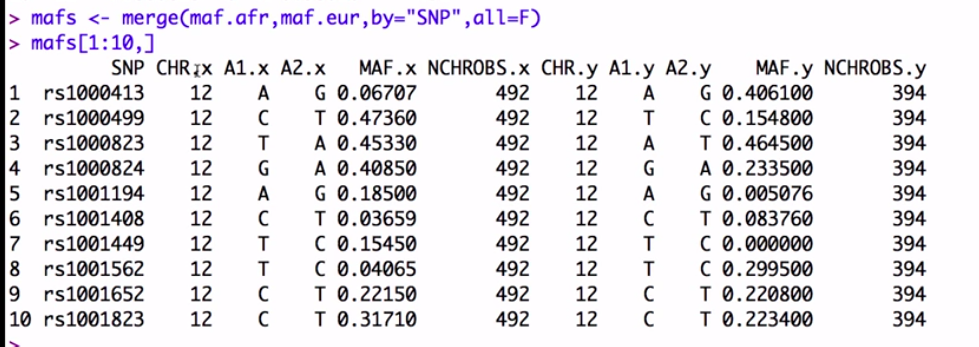 > mafs <- merge(maf.afr,maf.eur,by="SNP",all=F)
> mafs[1:10,]
SNP CHR.x A1.x A2.x MAF.x NCHROBS.x CHR.y A1.y A2.y MAF.y NCHROBS.y
1 rs1000413 12 A G 0.06707 492 12 A G 0.406100 394
2 rs1000499 12 C T 0.47360 492 12 T C 0.154800 394
3 rs1000823 12 T A 0.45330 492 12 A T 0.464500 394
4 rs1000824 12 G A 0.40850 492 12 G A 0.233500 394
5 rs1001194 12 A G 0.18500 492 12 A G 0.005076 394
6 rs1001408 12 C T 0.03659 492 12 C T 0.083760 394
7 rs1001449 12 T C 0.15450 492 12 T C 0.000000 394
8 rs1001562 12 T C 0.04065 492 12 T C 0.299500 394
9 rs1001652 12 C T 0.22150 492 12 C T 0.220800 394
10 rs1001823 12 C T 0.31710 492 12 C T 0.223400 394
>